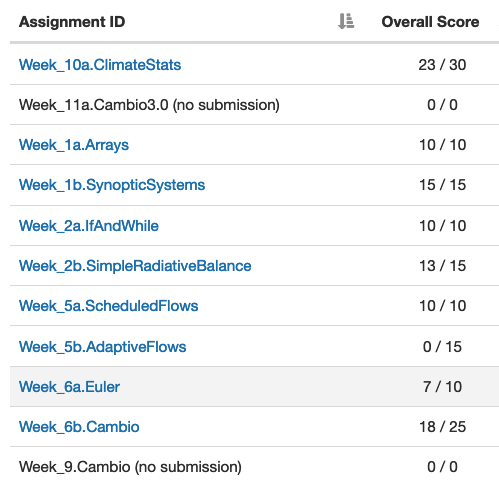 Assignment ID Overall Score
Week_10a.ClimateStats 23 / 30
Week_11a.Cambio3.0 (no submission) 0 / 0
Week_1a.Arrays 10 / 10
Week_1b.SynopticSystems 15 / 15
Week_2a.IfAndWhile 10 / 10
Week_2b.SimpleRadiativeBalance 13 / 15
Week_5a.ScheduledFlows 10 / 10
Week_5b.AdaptiveFlows 0 / 15
Week_6a.Euler 7 / 10
Week_6b.Cambio 18 / 25
Week_9.Cambio (no submission) 0 / 0